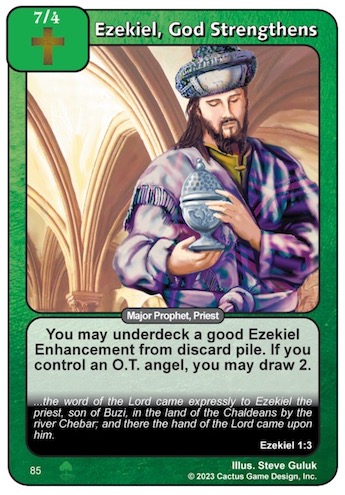 7/4
Ezekiel, God Strengthens
Major Prophet, Priest
You may underdeck a good Ezekiel
Enhancement from discard pile. If you
control an O.T. angel, you may draw 2.
...the word of the Lord came expressly to Ezekiel the
priest, son of Buzi, in the land of the Chaldeans by the
river Chebar; and there the hand of the Lord came upon
him.
Ezekiel 1:3
Illus. Steve Guluk
85
© 2023 Cactus Game Design, Inc.